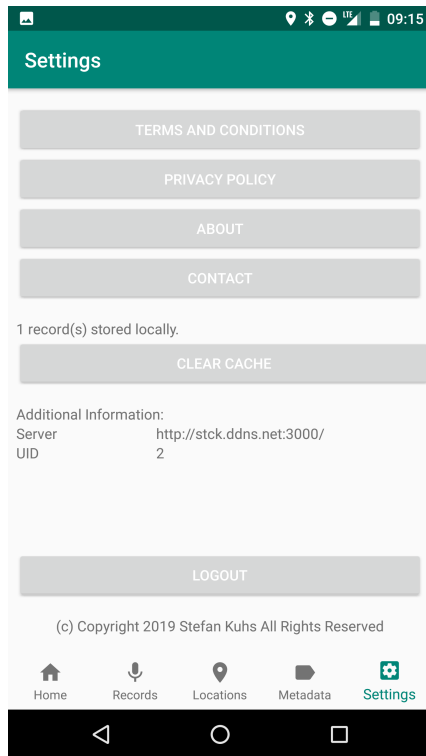 LTE 09:15
Settings
TERMS AND CONDITIONS
PRIVACY POLICY
ABOUT
CONTACT
1 record(s) stored locally.
CLEAR CACHE
Additional Information:
Server http://stck.ddns.net:3000/
UID 2
LOGOUT
(c) Copyright 2019 Stefan Kuhs All Rights Reserved
Home Records Locations Metadata Settings